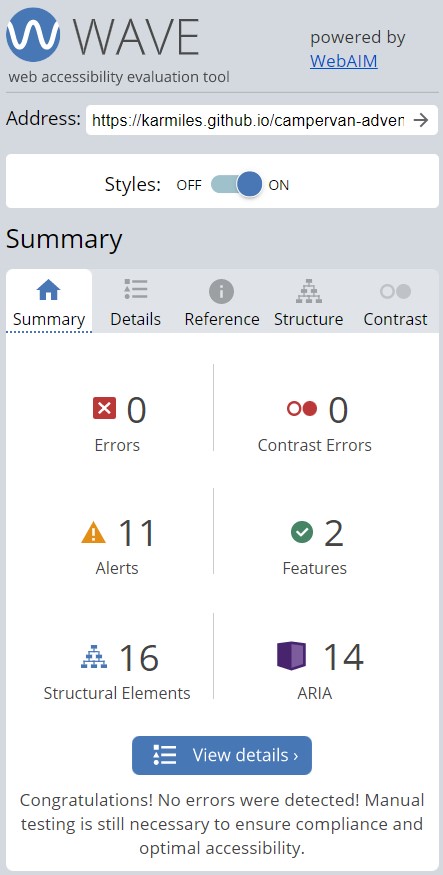 WAVE
powered by
WebAIM
web accessibility evaluation tool
Address: https://karmiles.github.io/campervan-adven
Styles: OFF ON
Summary
Summary Details Reference Structure Contrast
0 0
Errors Contrast Errors
11 2
Alerts Features
16 14
Structural Elements ARIA
View details ›
Congratulations! No errors were detected! Manual
testing is still necessary to ensure compliance and
optimal accessibility.